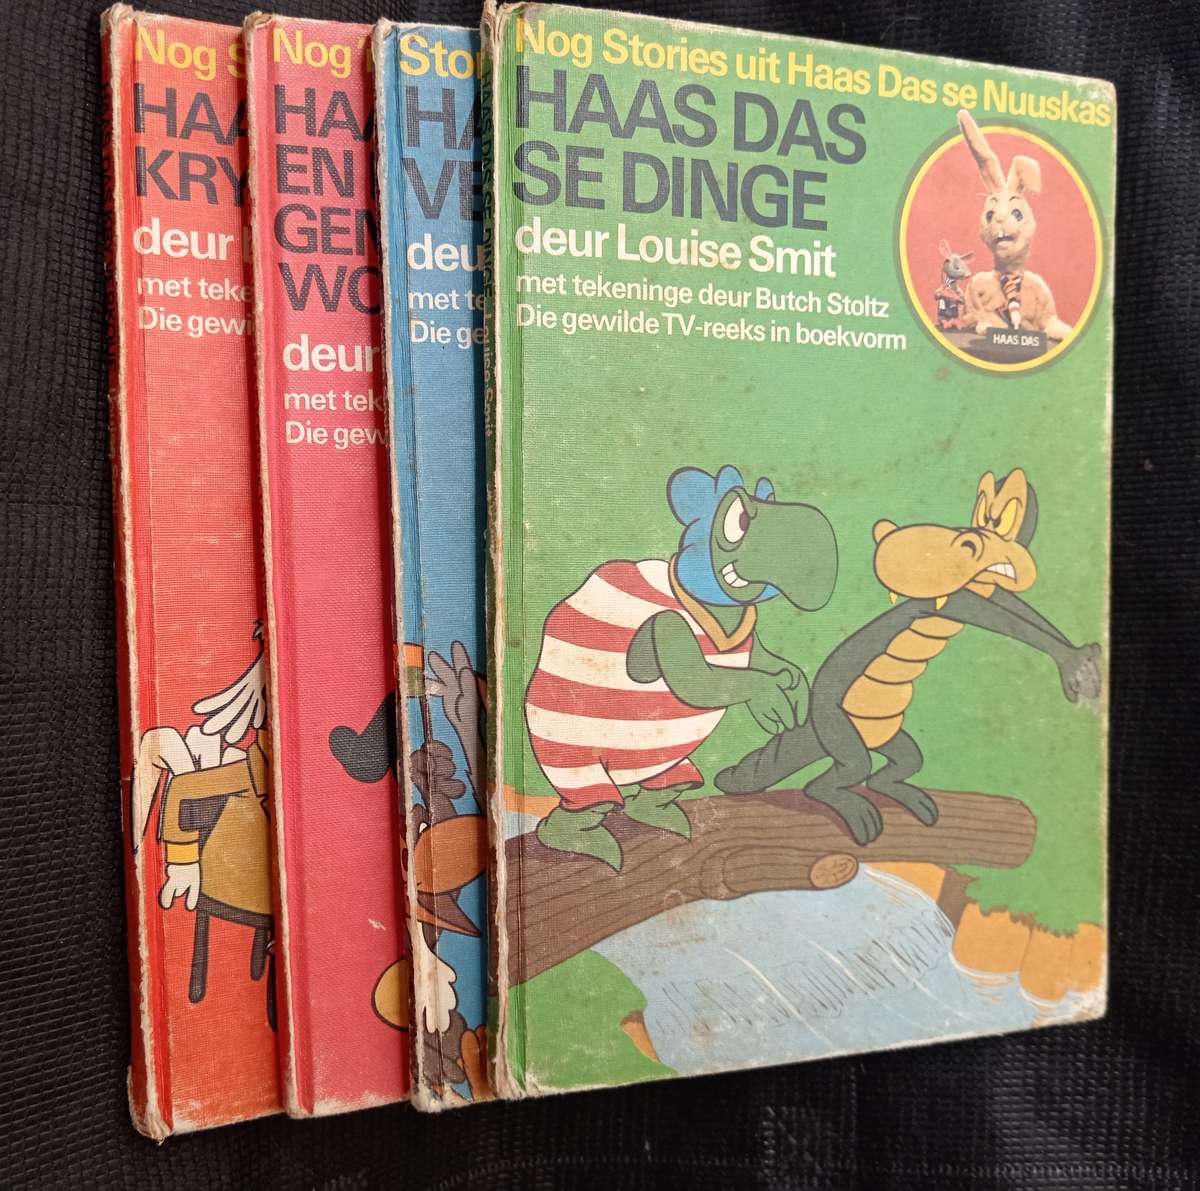 Nog
HAA
KRY
deur
met teke
Die gewi
Nog
HAA
EN
GEN
WO
deur
met tek
Die gew
Stor
HA
VE
deu
met te
Die ge
Nog Stories uit Haas Das se Nuuskas
HAAS DAS
SE DINGE
deur Louise Smit
met tekeninge deur Butch Stoltz
Die gewilde TV-reeks in boekvorm
HAAS DAS